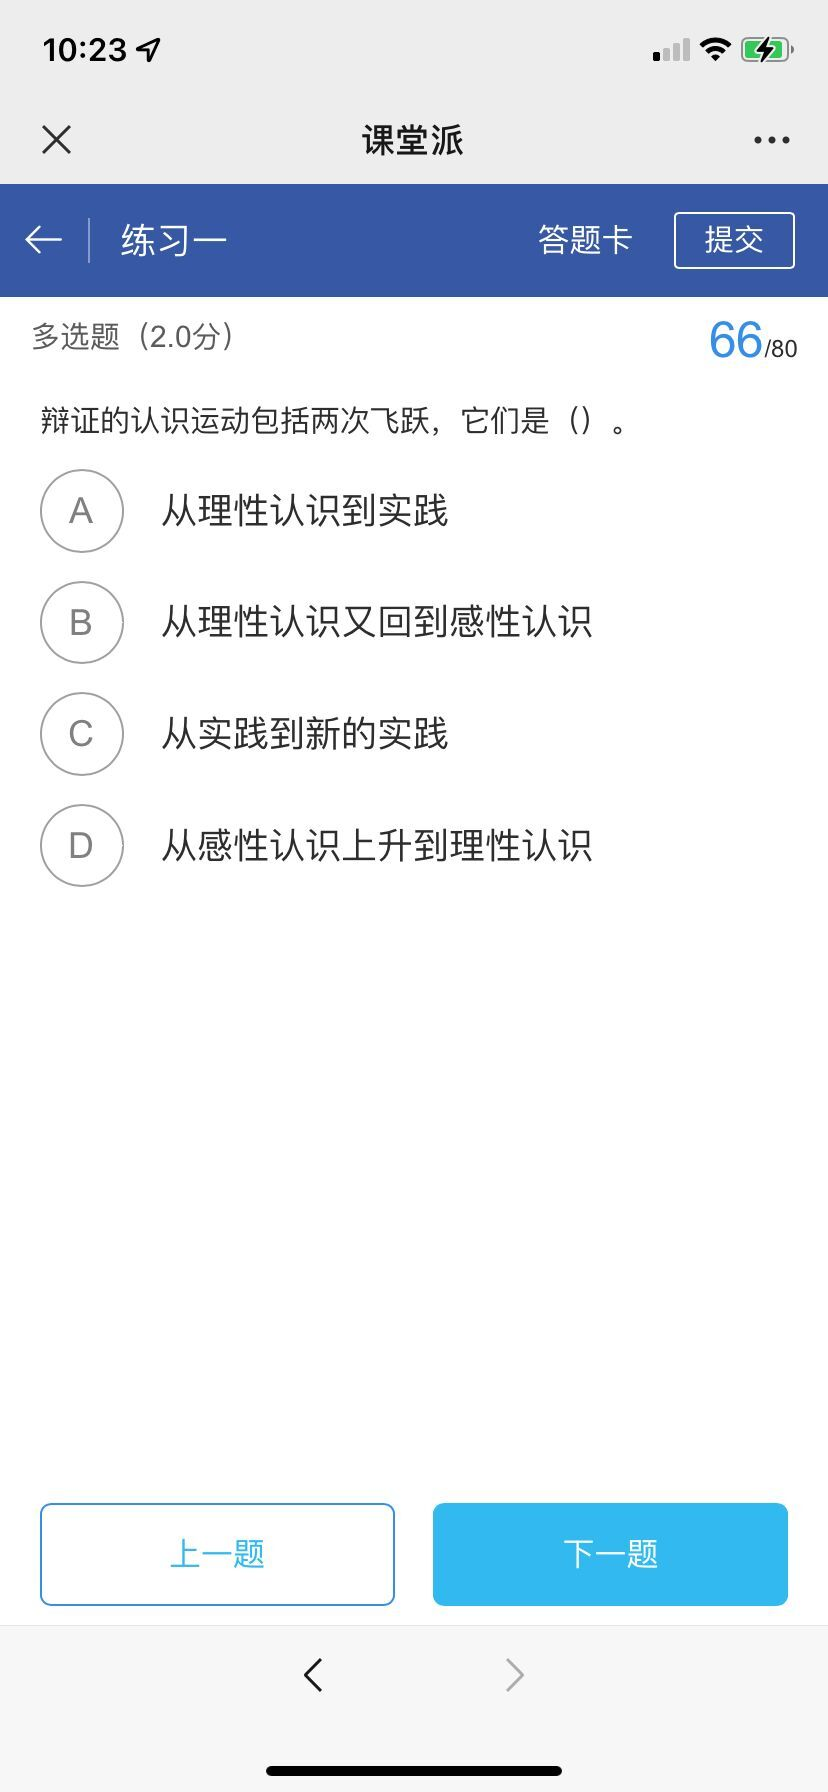 10:23
课堂派
练习一
答题卡
提交
多选题（2.0分）
66/80
辩证的认识运动包括两次飞跃，它们是（）。
A 从理性认识到实践
B 从理性认识又回到感性认识
C 从实践到新的实践
D 从感性认识上升到理性认识
上一题
下一题